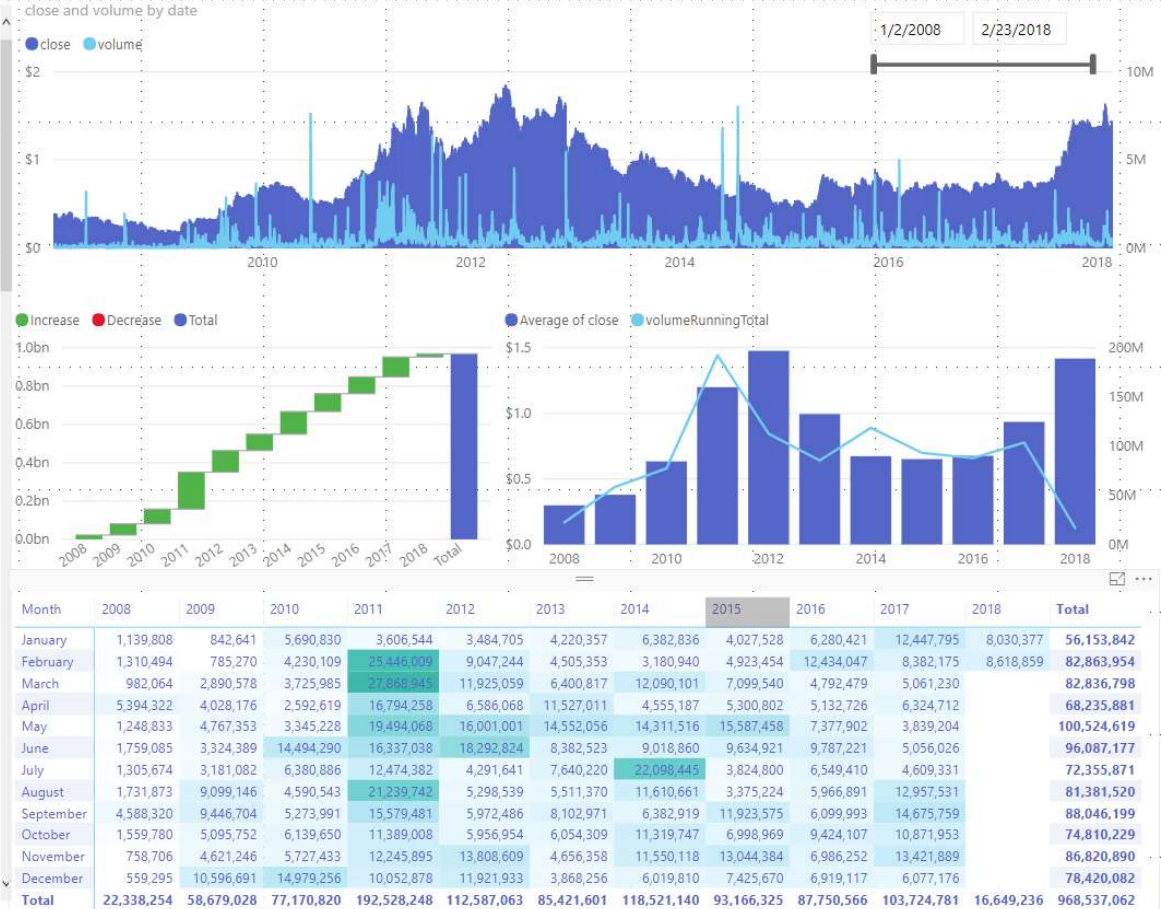 close and volume by date
close volume
1/2/2008 2/23/2018
$2 10M
$1 5M
$0 0M
2010 2012 2014 2016 2018
Increase Decrease Total
Average of close volumeRunningTotal
1.0bn
0.8bn
0.6bn
0.4bn
0.2bn
0.0bn
2008 2009 2010 2011 2012 2013 2014 2015 2016 2017 2018 Total
$1.5 200M
150M
$1.0 100M
$0.5 50M
$0.0 0M
2008 2010 2012 2014 2016 2018
Month 2008 2009 2010 2011 2012 2013 2014 2015 2016 2017 2018 Total
January 1,139,808 842,641 5,690,830 3,606,544 3,484,705 4,220,357 6,382,836 4,027,528 6,280,421 12,447,795 8,030,377 56,153,842
February 1,310,494 785,270 4,230,109 25,446,009 9,047,244 4,505,353 3,180,940 4,923,454 12,434,047 8,382,175 8,618,859 82,863,954
March 982,064 2,890,578 3,725,985 27,868,945 11,925,059 6,400,817 12,090,101 7,099,540 4,792,479 5,061,230 82,836,798
April 5,394,322 4,028,176 2,592,619 16,794,258 6,586,068 11,527,011 4,555,187 5,300,802 5,132,726 6,324,712 68,235,881
May 1,248,833 4,767,353 3,345,228 19,494,068 16,001,001 14,552,056 14,311,516 15,587,458 7,377,902 3,839,204 100,524,619
June 1,759,085 3,324,389 14,494,290 16,337,038 18,292,824 8,382,523 9,018,860 9,634,921 9,787,221 5,056,026 96,087,177
July 1,305,674 3,181,082 6,380,886 12,474,382 4,291,641 7,640,220 22,098,445 3,824,800 6,549,410 4,609,331 72,355,871
August 1,731,873 9,099,146 4,590,543 21,239,742 5,298,539 5,511,370 11,610,661 3,375,224 5,966,891 12,957,531 81,381,520
September 4,588,320 9,446,704 5,273,991 15,579,481 5,972,486 8,102,971 6,382,919 11,923,575 6,099,993 14,675,759 88,046,199
October 1,559,780 5,095,752 6,139,650 11,389,008 5,956,954 6,054,309 11,319,747 6,998,969 9,424,107 10,871,953 74,810,229
November 758,706 4,621,246 5,727,433 12,245,895 13,808,609 4,656,358 11,550,118 13,044,384 6,986,252 13,421,889 86,820,890
December 559,295 10,596,691 14,979,256 10,052,878 11,921,933 3,868,256 6,019,810 7,425,670 6,919,117 6,077,176 78,420,082
Total 22,338,254 58,679,028 77,170,820 192,528,248 112,587,063 85,421,601 118,521,140 93,166,325 87,750,566 103,724,781 16,649,236 968,537,062